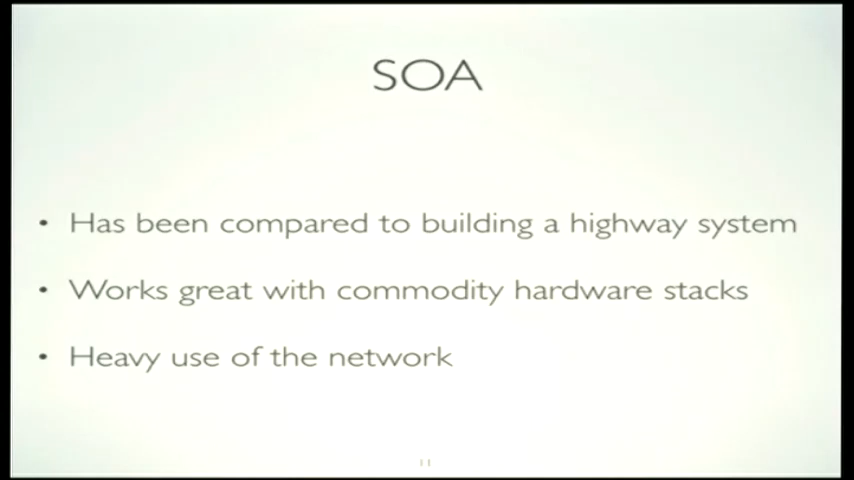 SOA
• Has been compared to building a highway system
• Works great with commodity hardware stacks
• Heavy use of the network
11